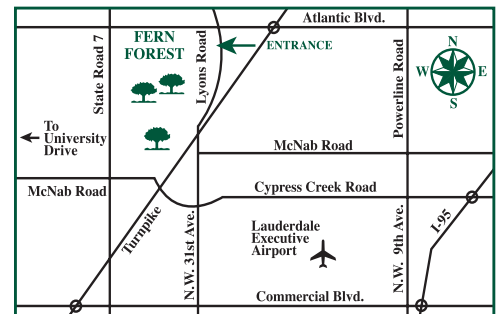 Atlantic Blvd.
FERN
FOREST
ENTRANCE
State Road 7
Lyons Road
Powerline Road
N
W
E
S
To
University
Drive
McNab Road
McNab Road
Cypress Creek Road
Turnpike
N.W. 31st Ave.
Lauderdale
Executive
Airport
N.W. 9th Ave.
I-95
Commercial Blvd.